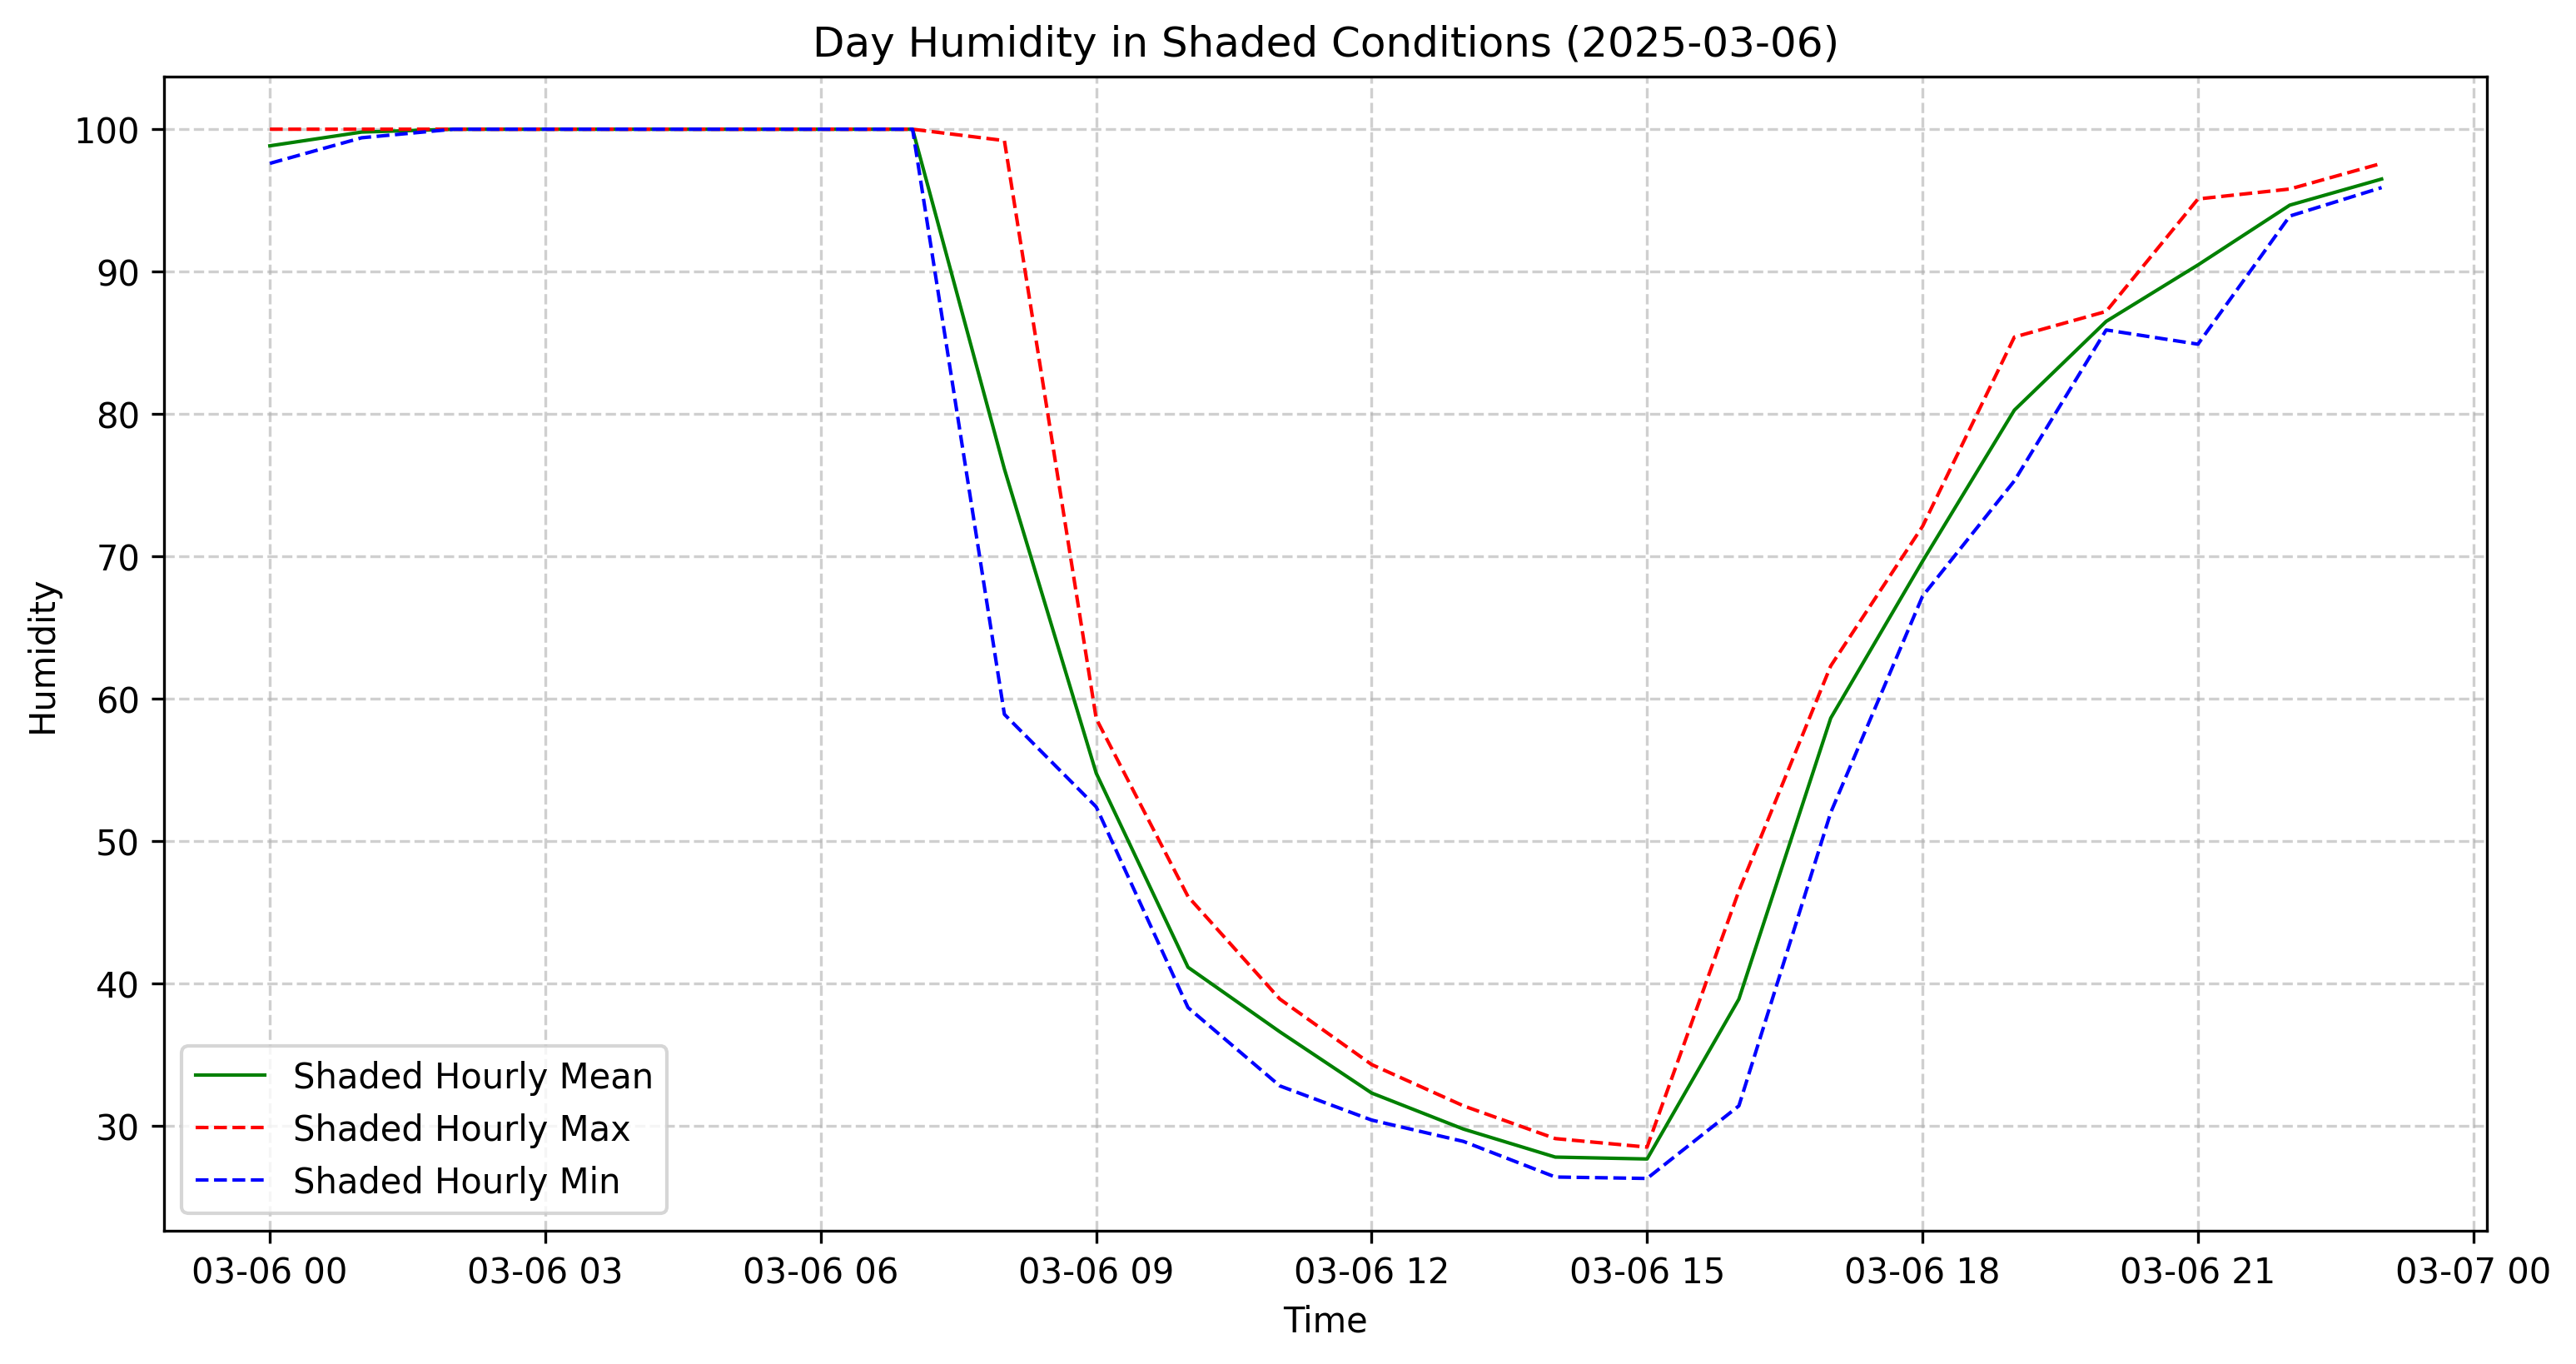 Day Humidity in Shaded Conditions (2025-03-06)
100
90
80
70
60
50
40
30
Humidity
Shaded Hourly Mean
Shaded Hourly Max
Shaded Hourly Min
03-06 00 03-06 03 03-06 06 03-06 09 03-06 12 03-06 15 03-06 18 03-06 21 03-07 00
Time